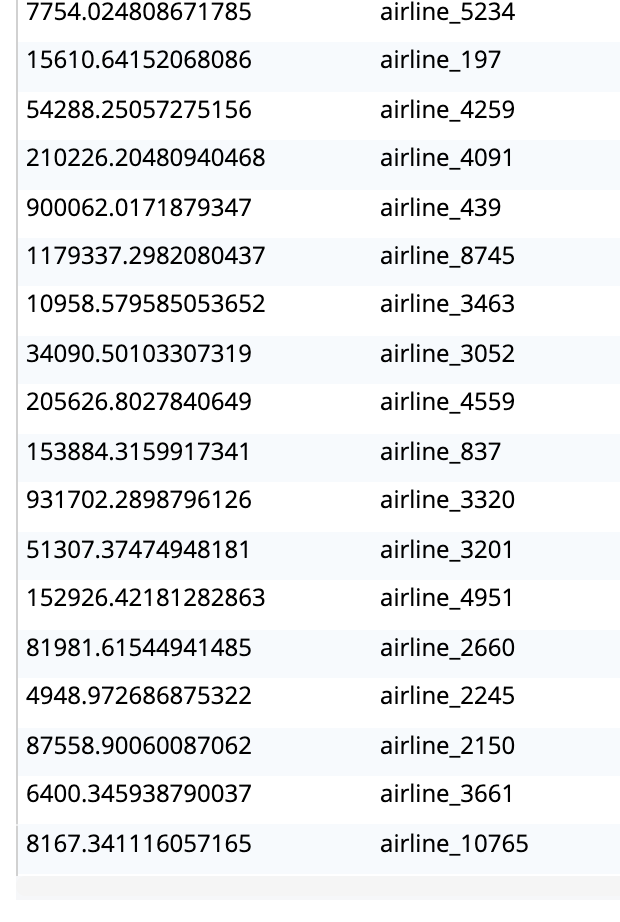 7754.024808671785 airline_5234
15610.64152068086 airline_197
54288.25057275156 airline_4259
210226.20480940468 airline_4091
900062.0171879347 airline_439
1179337.2982080437 airline_8745
10958.579585053652 airline_3463
34090.50103307319 airline_3052
205626.8027840649 airline_4559
153884.3159917341 airline_837
931702.2898796126 airline_3320
51307.37474948181 airline_3201
152926.42181282863 airline_4951
81981.61544941485 airline_2660
4948.972686875322 airline_2245
87558.90060087062 airline_2150
6400.345938790037 airline_3661
8167.341116057165 airline_10765